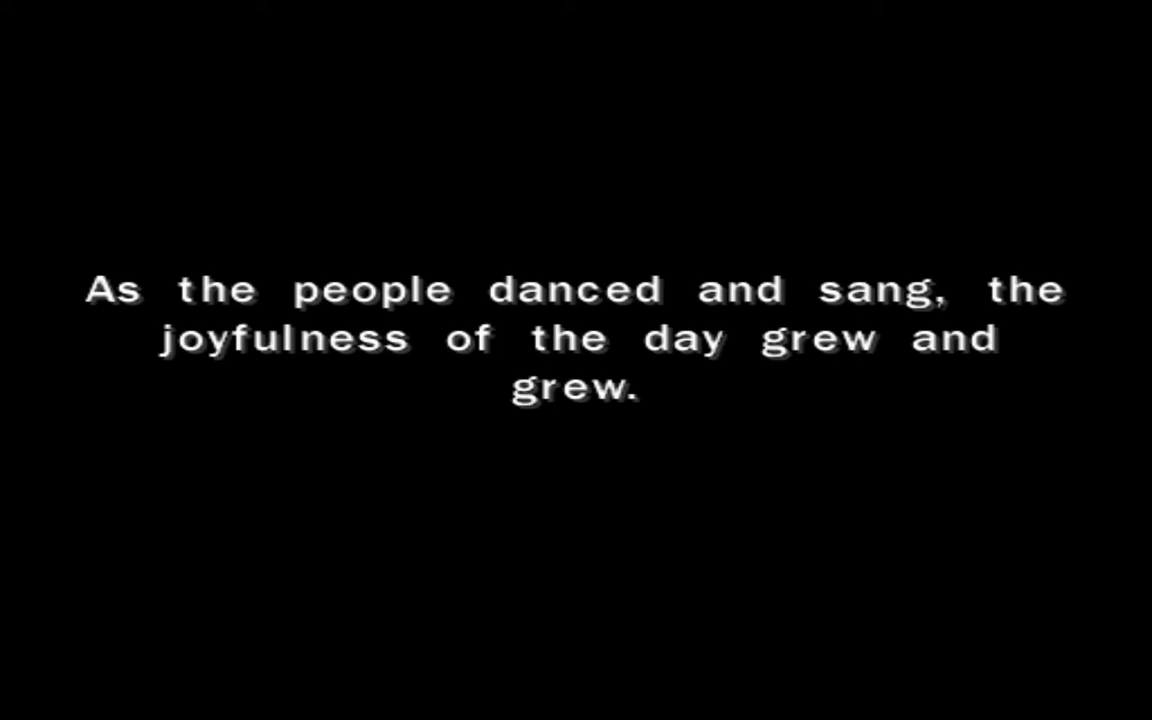 As the people danced and sang, the
joyfulness of the day grew and
grew.